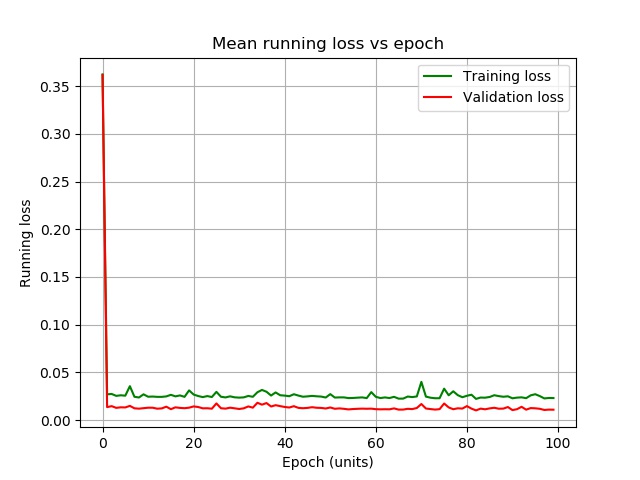 Mean running loss vs epoch
Training loss
Validation loss
0.35
0.30
0.25
0.20
0.15
0.10
0.05
0.00
Running loss
0 20 40 60 80 100
Epoch (units)